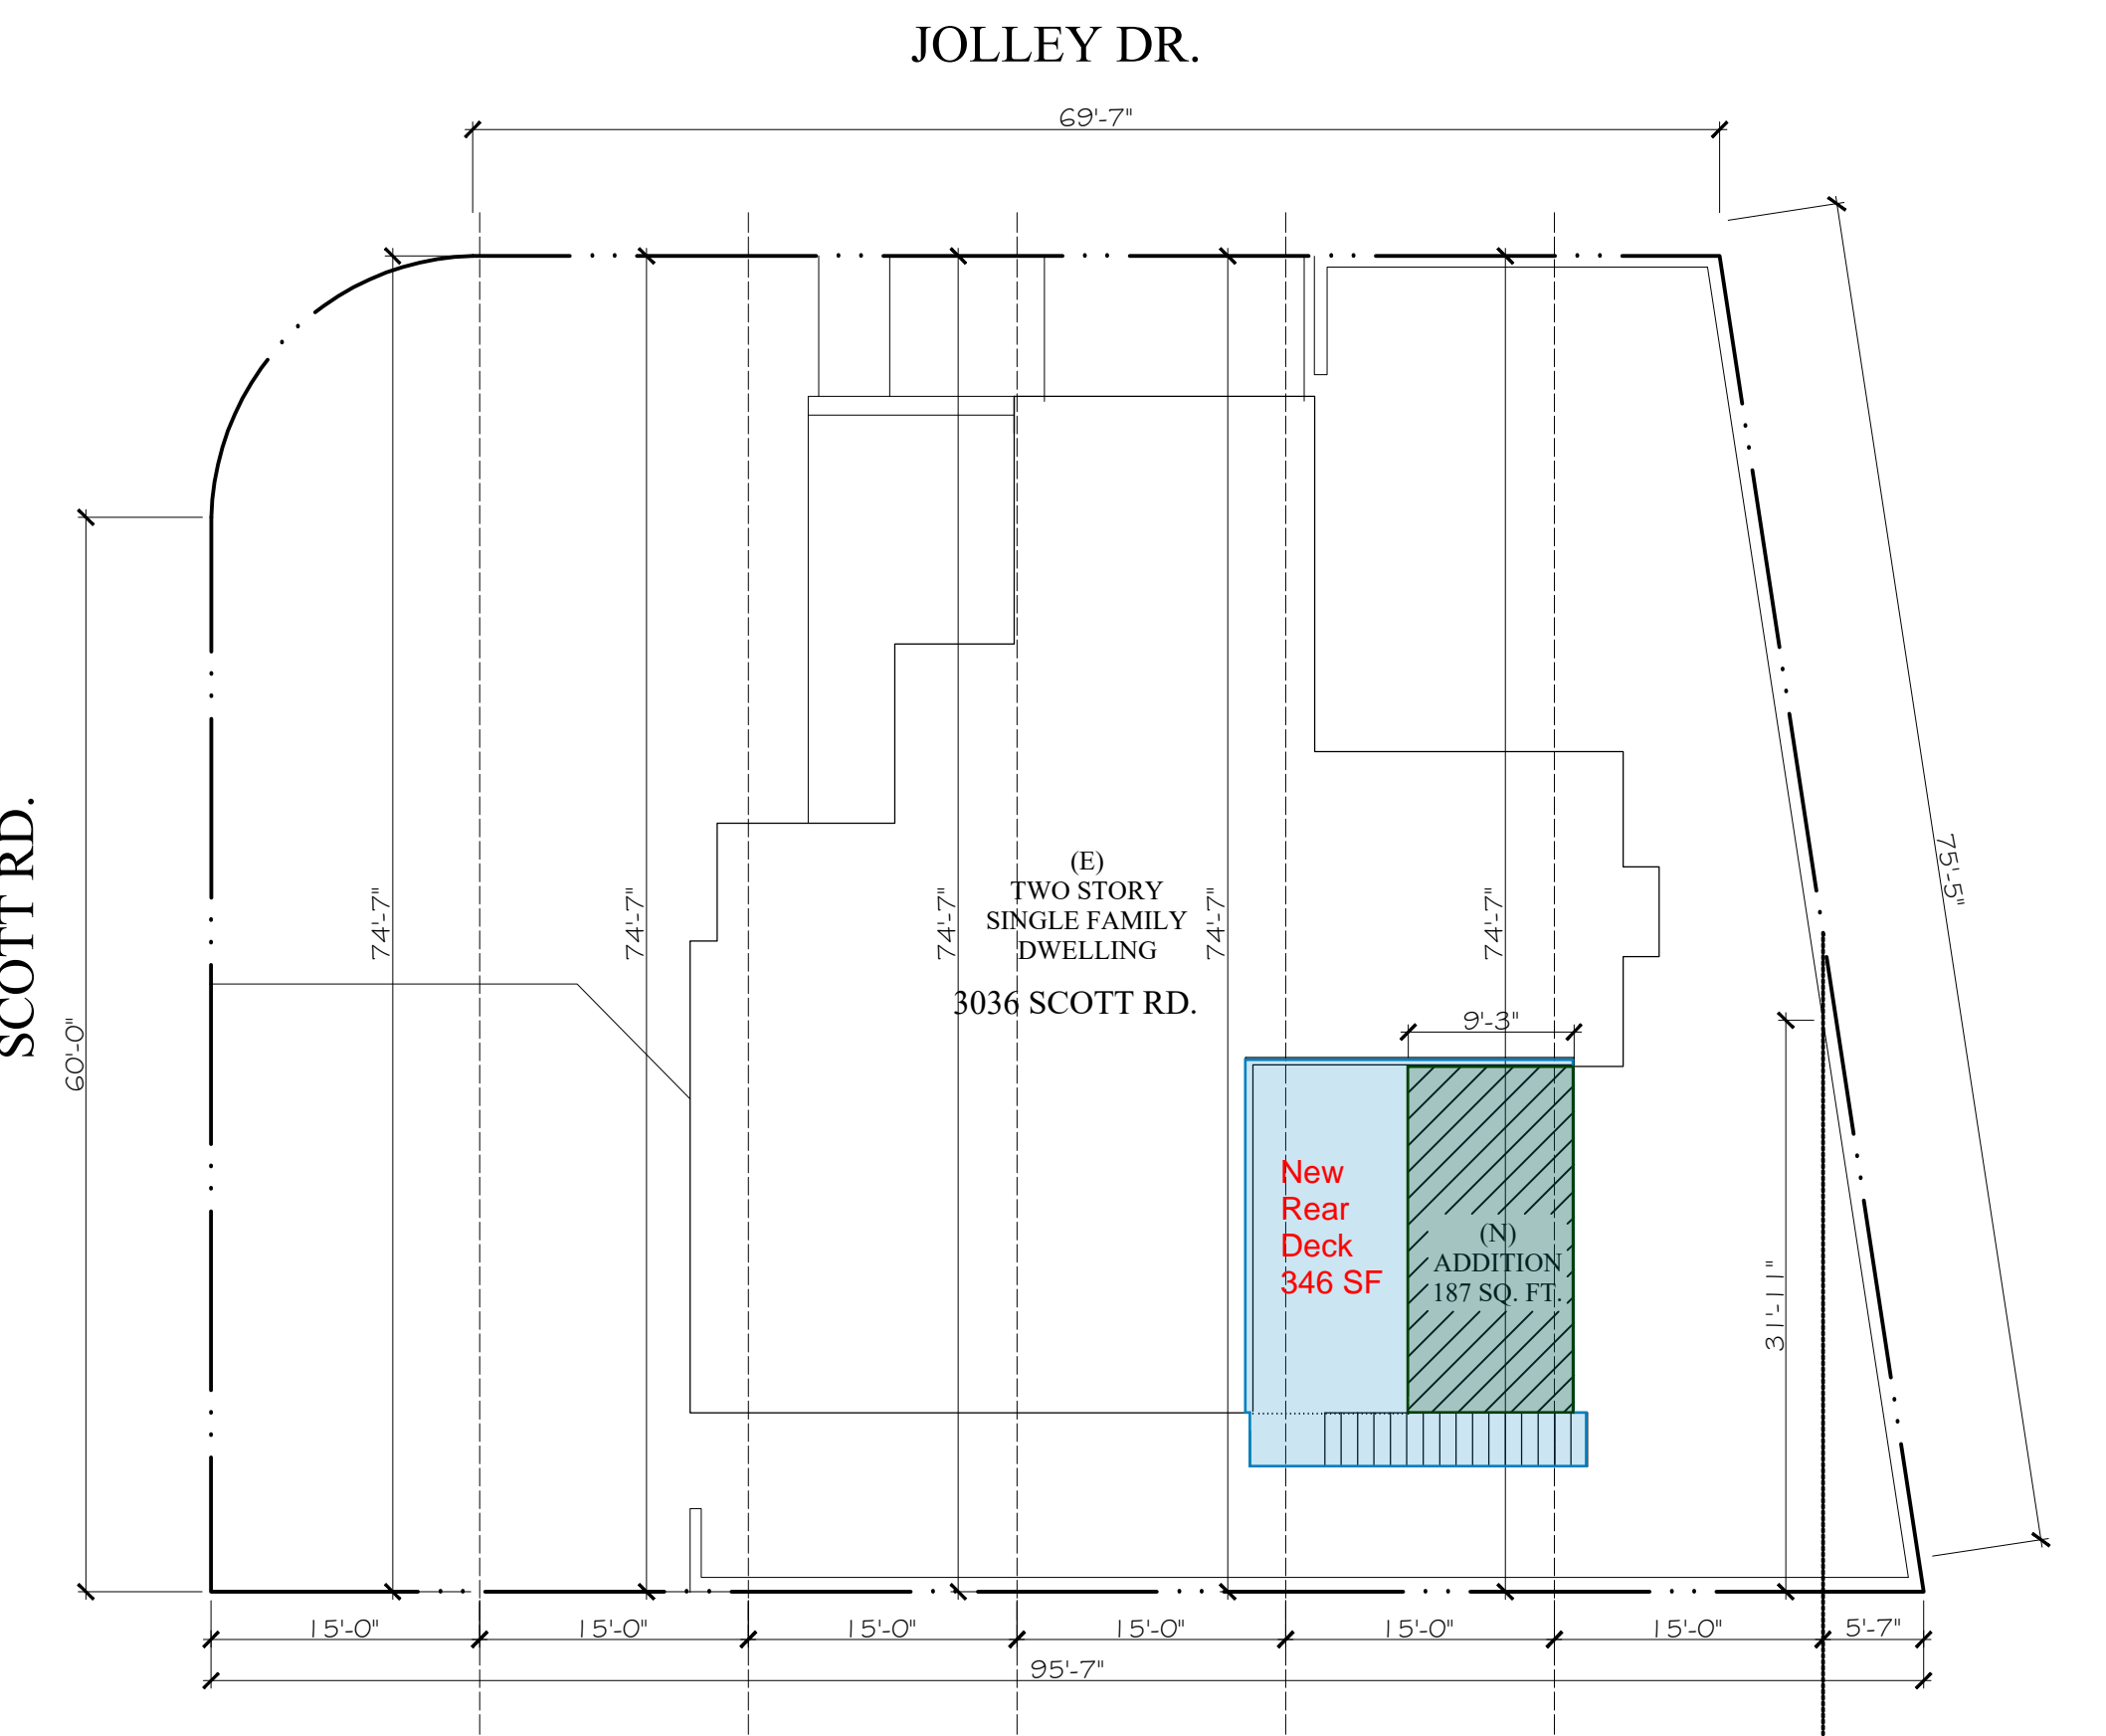 JOLLEY DR.
69'-7"
SCOTT RD.
60'-0"
74'-7"
74'-7"
74'-7"
74'-7"
74'-7"
75'-5"
(E)
TWO STORY
SINGLE FAMILY
DWELLING
3036 SCOTT RD.
9'-3"
New
Rear
Deck
346 SF
(N)
ADDITION
187 SQ. FT.
31'-11"
15'-0"
15'-0"
15'-0"
15'-0"
15'-0"
15'-0"
5'-7"
95'-7"